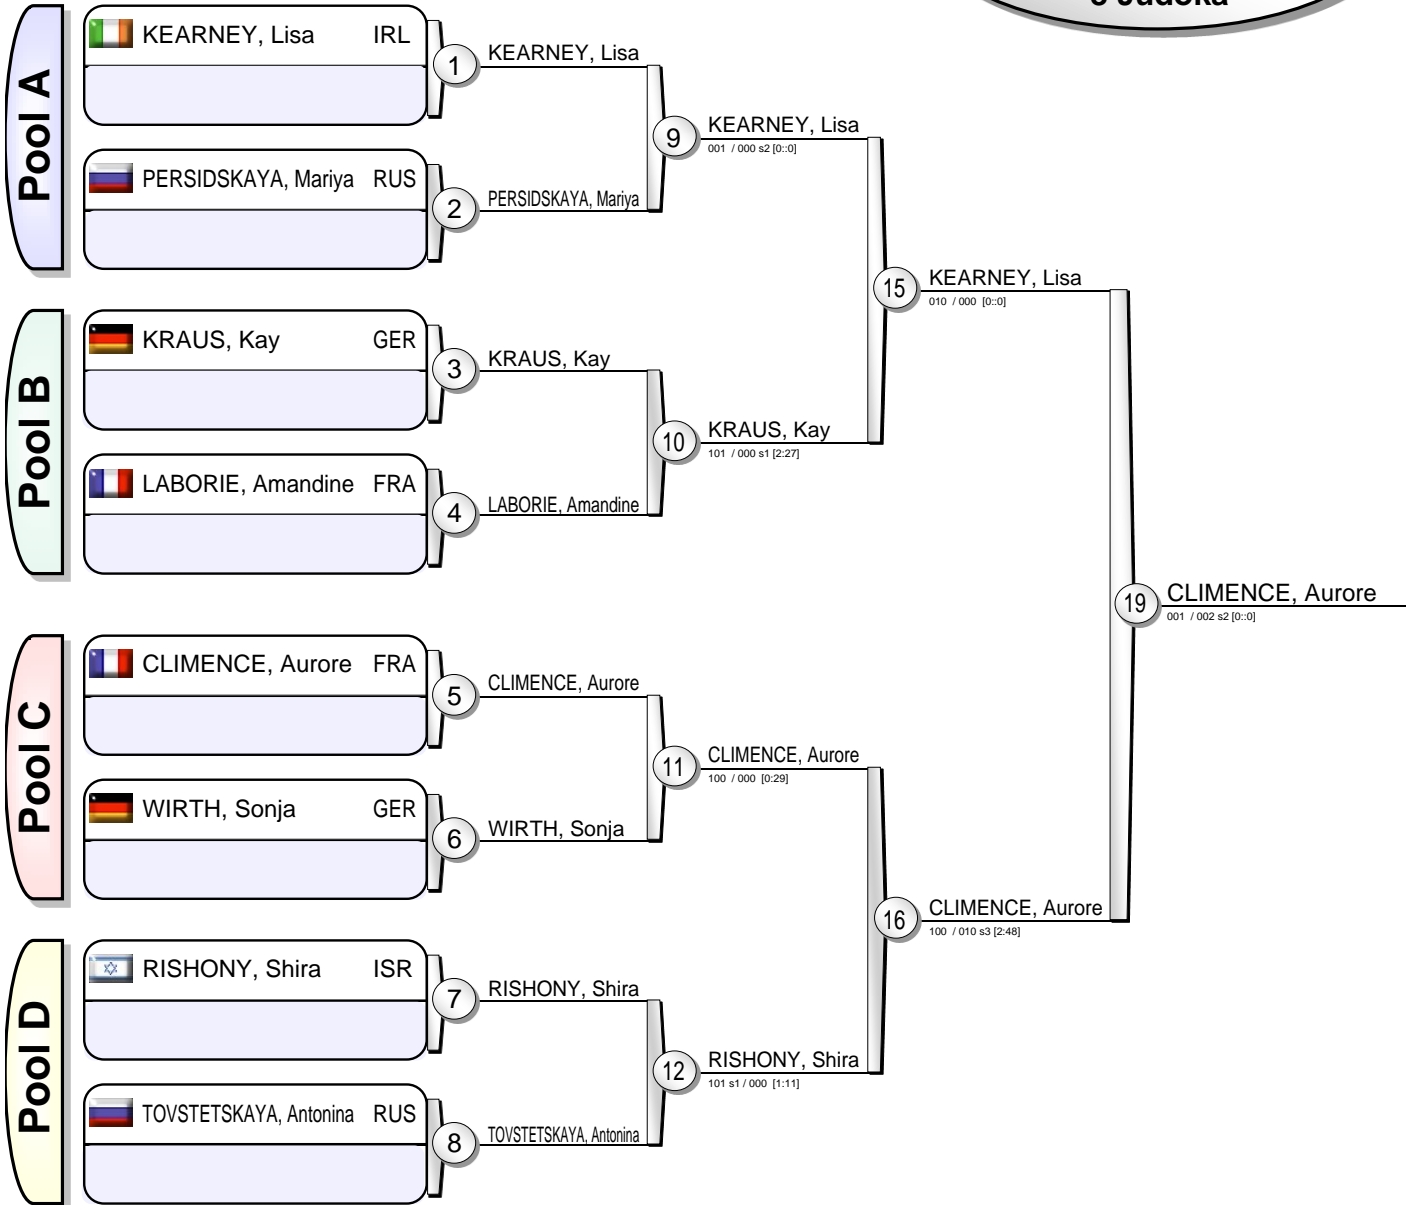 Judoka
Pool A
KEARNEY, Lisa IRL
1
KEARNEY, Lisa
PERSIDSKAYA, Mariya RUS
2
PERSIDSKAYA, Mariya
9
KEARNEY, Lisa
001 / 000 s2 [0::0]
Pool B
KRAUS, Kay GER
3
KRAUS, Kay
LABORIE, Amandine FRA
4
LABORIE, Amandine
10
KRAUS, Kay
101 / 000 s1 [2:27]
15
KEARNEY, Lisa
010 / 000 [0::0]
Pool C
CLIMENCE, Aurore FRA
5
CLIMENCE, Aurore
WIRTH, Sonja GER
6
WIRTH, Sonja
11
CLIMENCE, Aurore
100 / 000 [0:29]
Pool D
RISHONY, Shira ISR
7
RISHONY, Shira
TOVSTETSKAYA, Antonina RUS
8
TOVSTETSKAYA, Antonina
12
RISHONY, Shira
101 s1 / 000 [1:11]
16
CLIMENCE, Aurore
100 / 010 s3 [2:48]
19
CLIMENCE, Aurore
001 / 002 s2 [0::0]